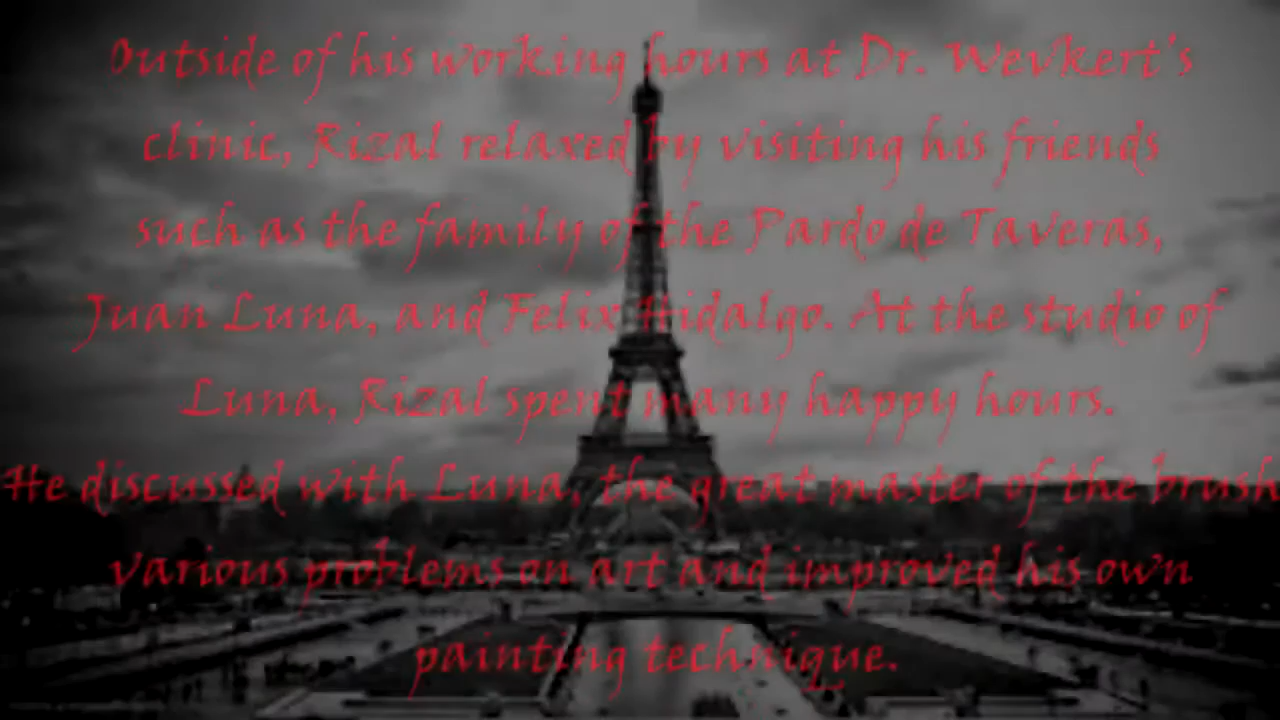 Outside of his working hours at Dr. Wevkert's
clinic, Rizal relaxed by visiting his friends
such as the family of the Pardo de Taveras,
Juan Luna, and Felix Hidalgo. At the studio of
Luna, Rizal spent many happy hours.
He discussed with Luna, the great master of the brush
various problems on art and improved his own
painting technique.